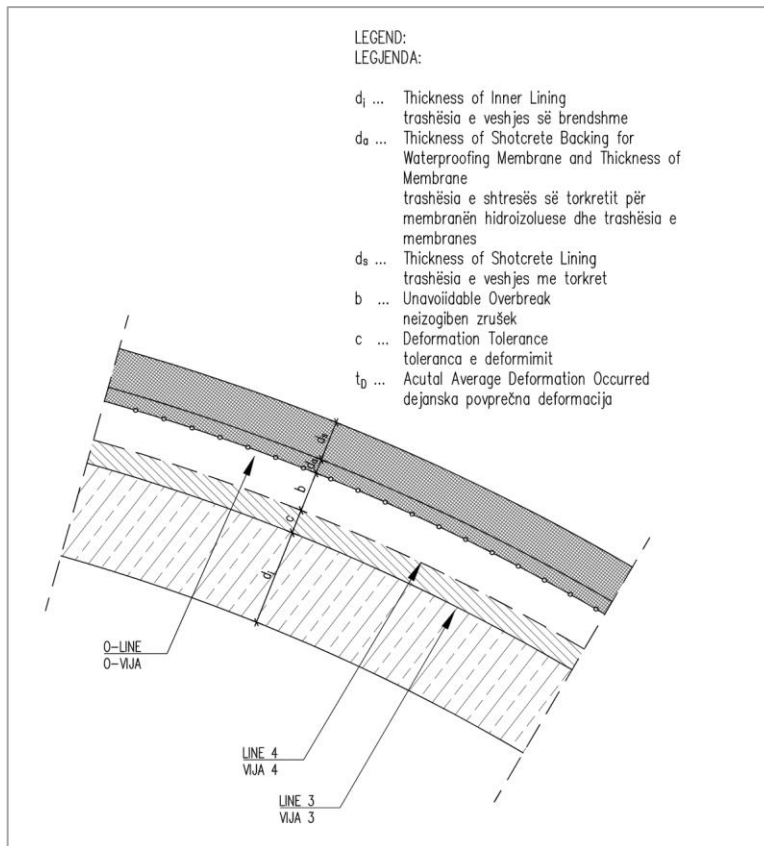 LEGEND:
LEGJENDA:
di ... Thickness of Inner Lining
trashësia e veshjes së brendshme
da ... Thickness of Shotcrete Backing for
Waterproofing Membrane and Thickness of
Membrane
trashësia e shtresës së torkretit për
membranën hidroizoluese dhe trashësia e
membranes
ds ... Thickness of Shotcrete Lining
trashësia e veshjes me torkret
b ... Unavoiidable Overbreak
neizogiben zrušek
c ... Deformation Tolerance
toleranca e deformimit
tD ... Acutal Average Deformation Occurred
dejanska povprečna deformacija
ds
da
b
c
di
O-LINE
O-VIJA
LINE 4
VIJA 4
LINE 3
VIJA 3